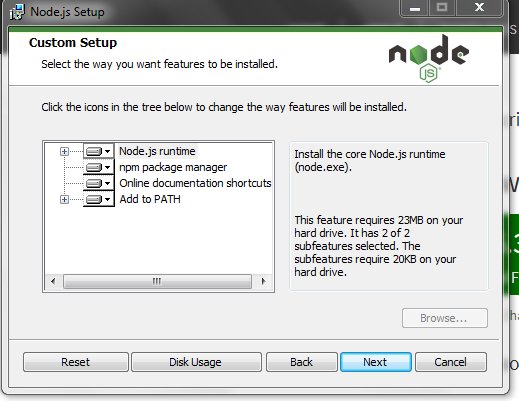 Node.js Setup
Custom Setup
Select the way you want features to be installed.
node
JS
Click the icons in the tree below to change the way features will be installed.
Node.js runtime
npm package manager
Online documentation shortcuts
Add to PATH
Install the core Node.js runtime
(node.exe).
This feature requires 23MB on your
hard drive. It has 2 of 2
subfeatures selected. The
subfeatures require 20KB on your
hard drive.
Browse...
Reset
Disk Usage
Back
Next
Cancel